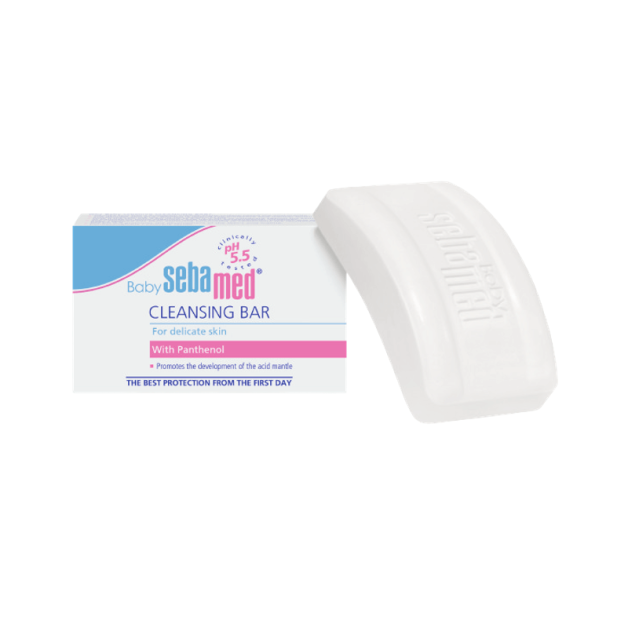 clinically
pH
5.5
tested
Baby sebamed®
CLEANSING BAR
For delicate skin
With Panthenol
▪ Promotes the development of the acid mantle
THE BEST PROTECTION FROM THE FIRST DAY
sebamed